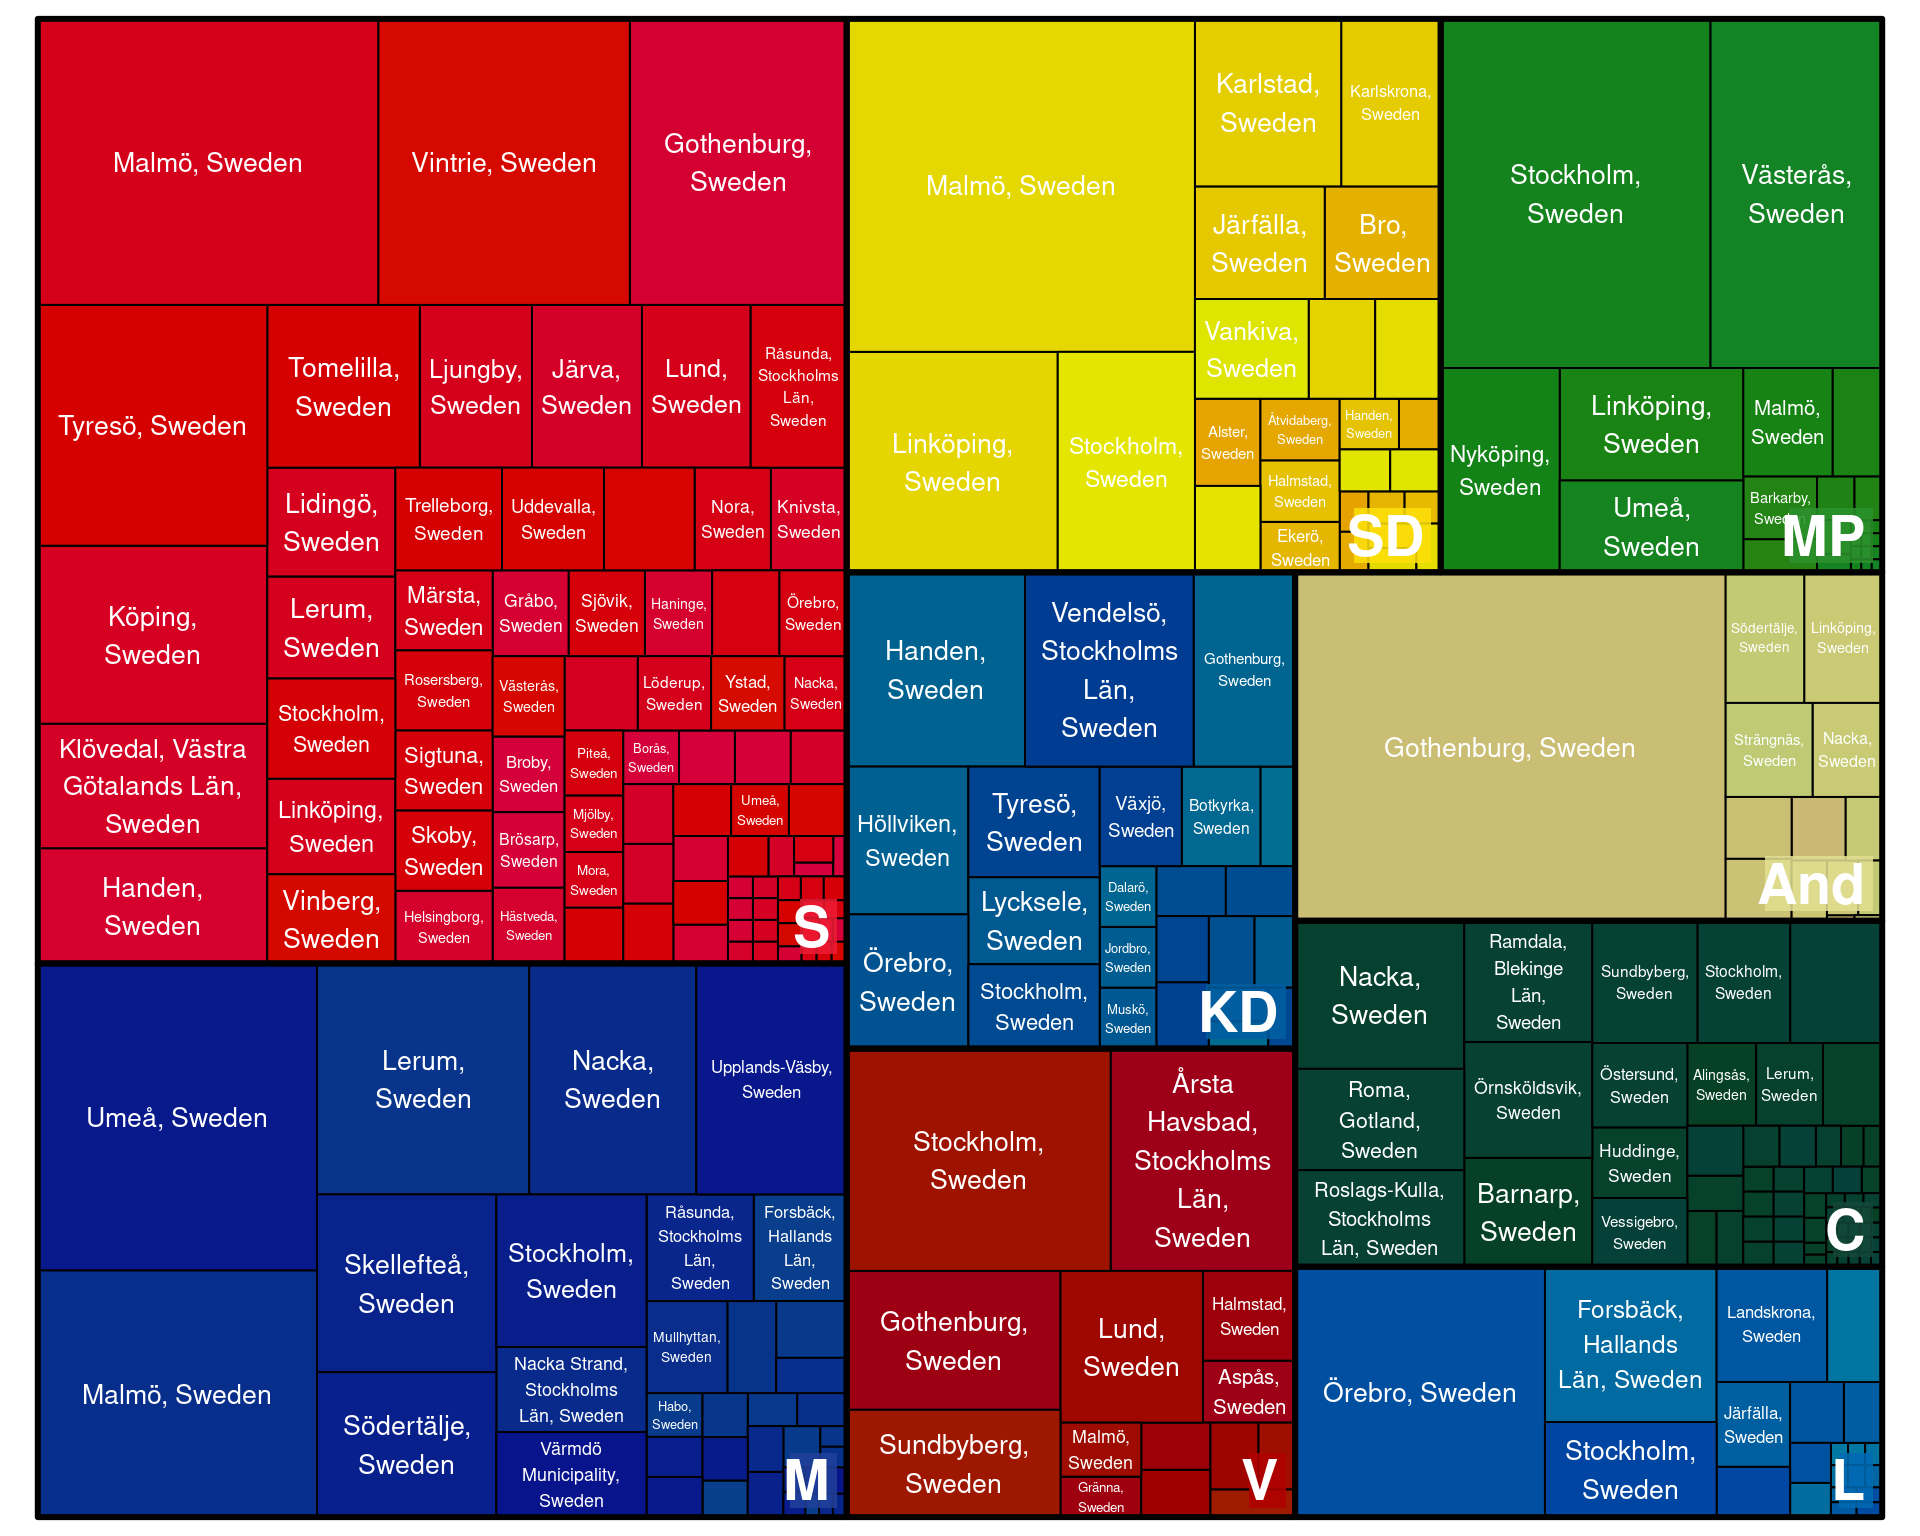 Malmö, Sweden
Vintrie, Sweden
Gothenburg,
Sweden
Tyresö, Sweden
Tomelilla,
Sweden
Ljungby,
Sweden
Järva,
Sweden
Lund,
Sweden
Råsunda,
Stockholms
Län,
Sweden
Lidingö,
Sweden
Trelleborg,
Sweden
Uddevalla,
Sweden
Nora,
Sweden
Knivsta,
Sweden
Köping,
Sweden
Lerum,
Sweden
Märsta,
Sweden
Gråbo,
Sweden
Sjövik,
Sweden
Haninge,
Sweden
Örebro,
Sweden
Rosersberg,
Sweden
Västerås,
Sweden
Löderup,
Sweden
Ystad,
Sweden
Nacka,
Sweden
Stockholm,
Sweden
Klövedal, Västra
Götalands Län,
Sweden
Sigtuna,
Sweden
Broby,
Sweden
Piteå,
Sweden
Borås,
Sweden
Linköping,
Sweden
Skoby,
Sweden
Brösarp,
Sweden
Mjölby,
Sweden
Umeå,
Sweden
Handen,
Sweden
Vinberg,
Sweden
Helsingborg,
Sweden
Hästveda,
Sweden
Mora,
Sweden
S
Malmö, Sweden
Karlstad,
Sweden
Karlskrona,
Sweden
Järfälla,
Sweden
Bro,
Sweden
Vankiva,
Sweden
Linköping,
Sweden
Stockholm,
Sweden
Alster,
Sweden
Åtvidaberg,
Sweden
Handen,
Sweden
Halmstad,
Sweden
Ekerö,
Sweden
SD
Stockholm,
Sweden
Västerås,
Sweden
Nyköping,
Sweden
Linköping,
Sweden
Malmö,
Sweden
Umeå,
Sweden
Barkarby,
Sweden
MP
Handen,
Sweden
Vendelsö,
Stockholms
Län,
Sweden
Gothenburg,
Sweden
Höllviken,
Sweden
Tyresö,
Sweden
Växjö,
Sweden
Botkyrka,
Sweden
Lycksele,
Sweden
Dalarö,
Sweden
Jordbro,
Sweden
Örebro,
Sweden
Stockholm,
Sweden
Muskö,
Sweden
KD
Gothenburg, Sweden
Södertälje,
Sweden
Linköping,
Sweden
Strängnäs,
Sweden
Nacka,
Sweden
And
Umeå, Sweden
Lerum,
Sweden
Nacka,
Sweden
Upplands-Väsby,
Sweden
Malmö, Sweden
Skellefteå,
Sweden
Stockholm,
Sweden
Råsunda,
Stockholms
Län,
Sweden
Forsbäck,
Hallands
Län,
Sweden
Mullhyttan,
Sweden
Södertälje,
Sweden
Nacka Strand,
Stockholms
Län, Sweden
Habo,
Sweden
Värmdö
Municipality,
Sweden
M
Stockholm,
Sweden
Årsta
Havsbad,
Stockholms
Län,
Sweden
Gothenburg,
Sweden
Lund,
Sweden
Halmstad,
Sweden
Aspås,
Sweden
Sundbyberg,
Sweden
Malmö,
Sweden
Gränna,
Sweden
V
Nacka,
Sweden
Ramdala,
Blekinge
Län,
Sweden
Sundbyberg,
Sweden
Stockholm,
Sweden
Roma,
Gotland,
Sweden
Örnsköldsvik,
Sweden
Östersund,
Sweden
Alingsås,
Sweden
Lerum,
Sweden
Huddinge,
Sweden
Roslags-Kulla,
Stockholms
Län, Sweden
Barnarp,
Sweden
Vessigebro,
Sweden
C
Örebro, Sweden
Forsbäck,
Hallands
Län, Sweden
Landskrona,
Sweden
Järfälla,
Sweden
Stockholm,
Sweden
L